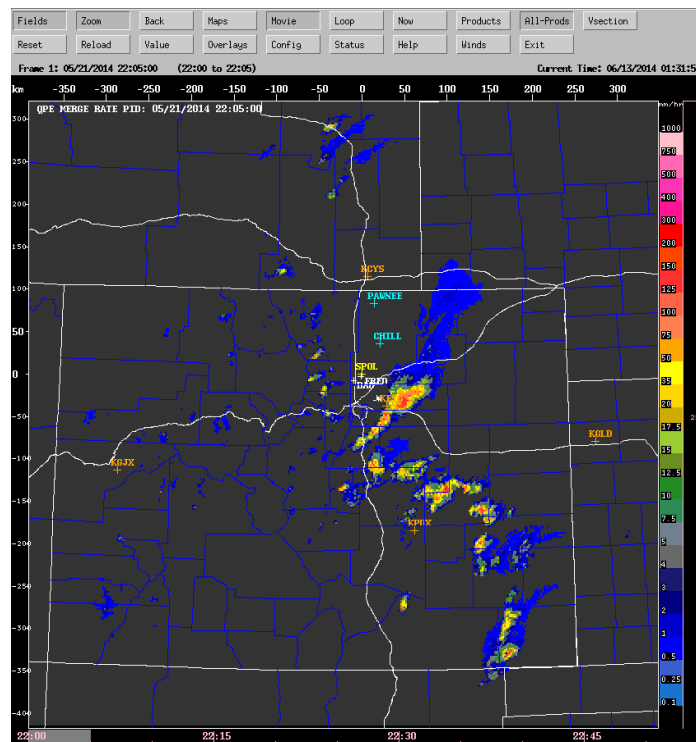 Fields Zoom Back Maps Movie Loop Now Products All-Prods Vsection
Reset Reload Value Overlays Config Status Help Winds Exit
Frame 1: 05/21/2014 22:05:00 (22:00 to 22:05) Current Time: 06/13/2014 01:31:5
km -350 -300 -250 -200 -150 -100 -50 0 50 100 150 200 250 300 mm/hr
QPE MERGE RATE PID: 05/21/2014 22:05:00
300
1000
750
250
500
400
200
300
200
150
150
KCYS
125
100
PAWNEE
100
75
50
CHILL
50
SPOL
0
35
FRED
20
-50
17.5
KGLD
15
KGJX
-100
12.5
10
-150
7.5
KPUX
5
-200
4
3
-250
2
1
-300
0.5
0.25
-350
0.1
-400
22:00 22:15 22:30 22:45